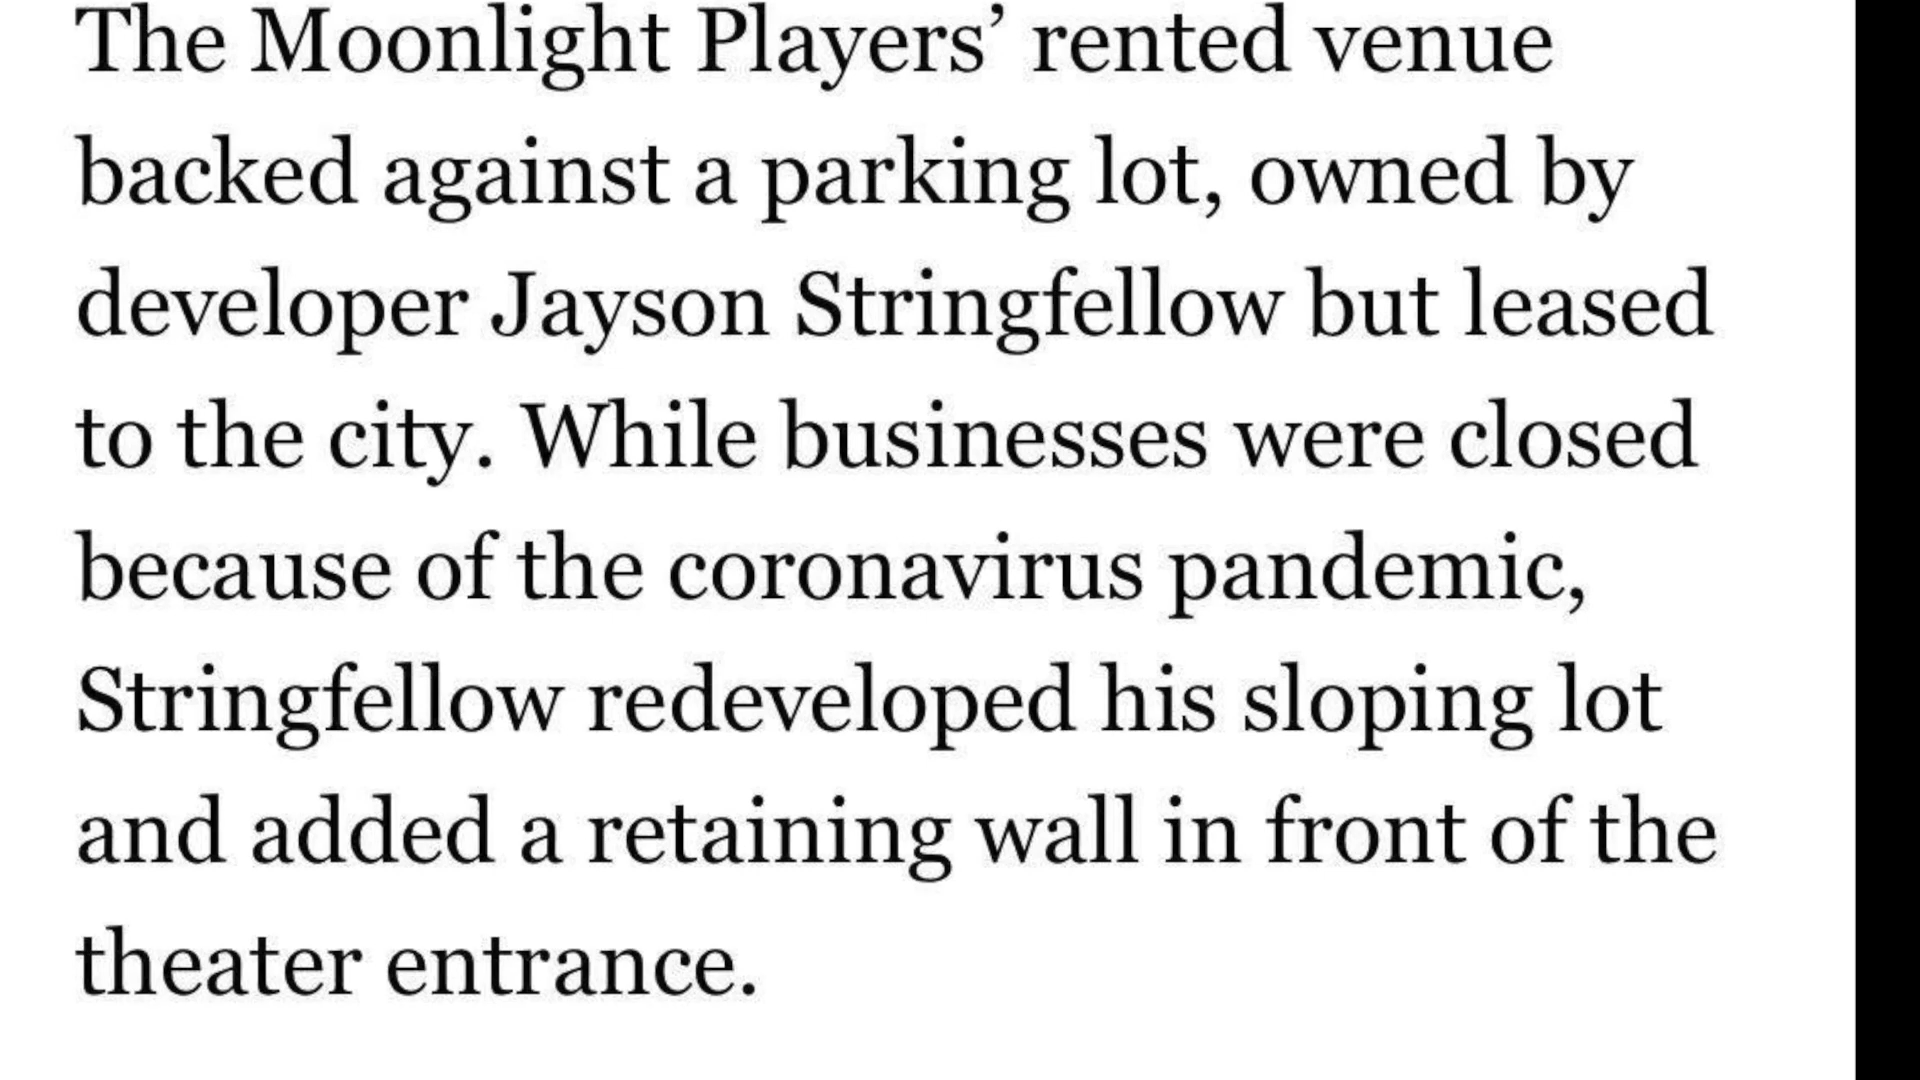 The Moonlight Players’ rented venue
backed against a parking lot, owned by
developer Jayson Stringfellow but leased
to the city. While businesses were closed
because of the coronavirus pandemic,
Stringfellow redeveloped his sloping lot
and added a retaining wall in front of the
theater entrance.